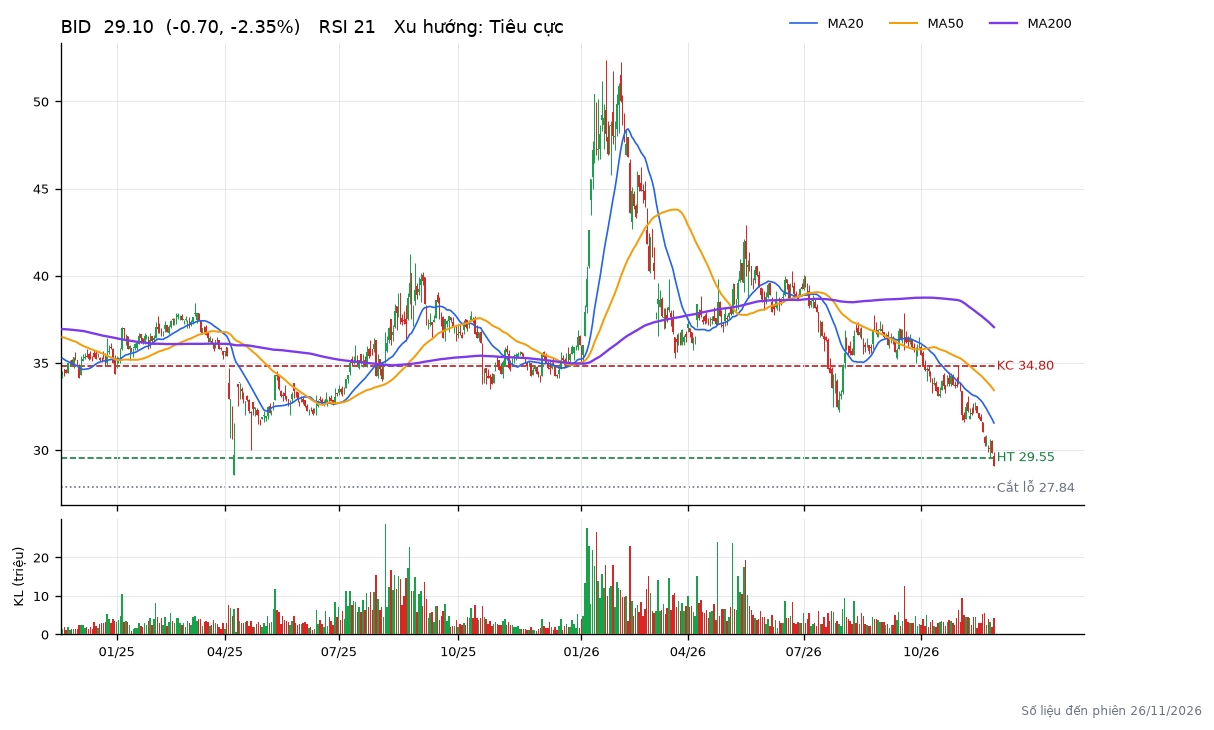 BID  29.10  (-0.70, -2.35%)   RSI 21   Xu hướng: Tiêu cực
MA20 MA50 MA200
50
45
40
35
30
KC 34.80
HT 29.55
Cắt lỗ 27.84
KL (triệu)
20
10
0
01/25 04/25 07/25 10/25 01/26 04/26 07/26 10/26
Số liệu đến phiên 26/11/2026